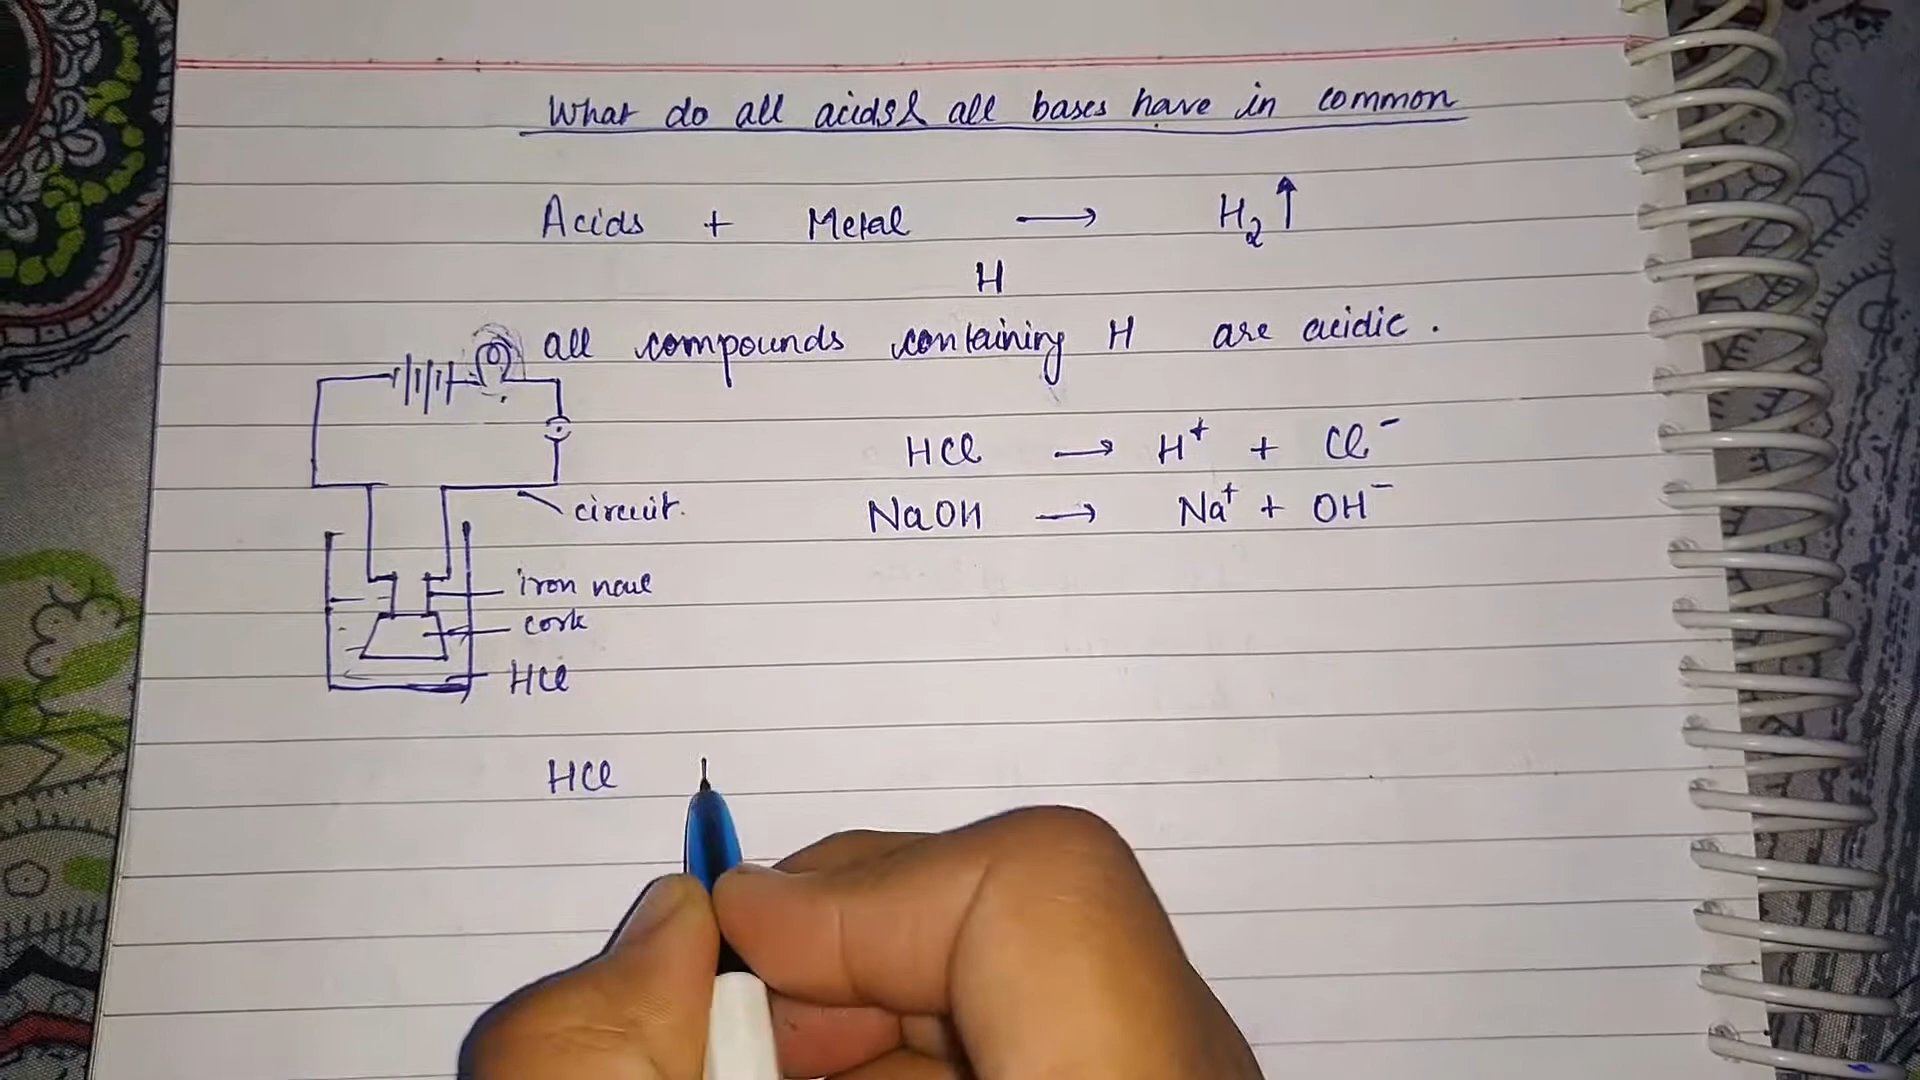 What do all acids & all bases have in common
Acids + Metal ⟶ H₂↑
H
all compounds containing H are acidic.
HCl ⟶ H⁺ + Cl⁻
NaOH ⟶ Na⁺ + OH⁻
circuit.
iron
cork
HCl
HCl